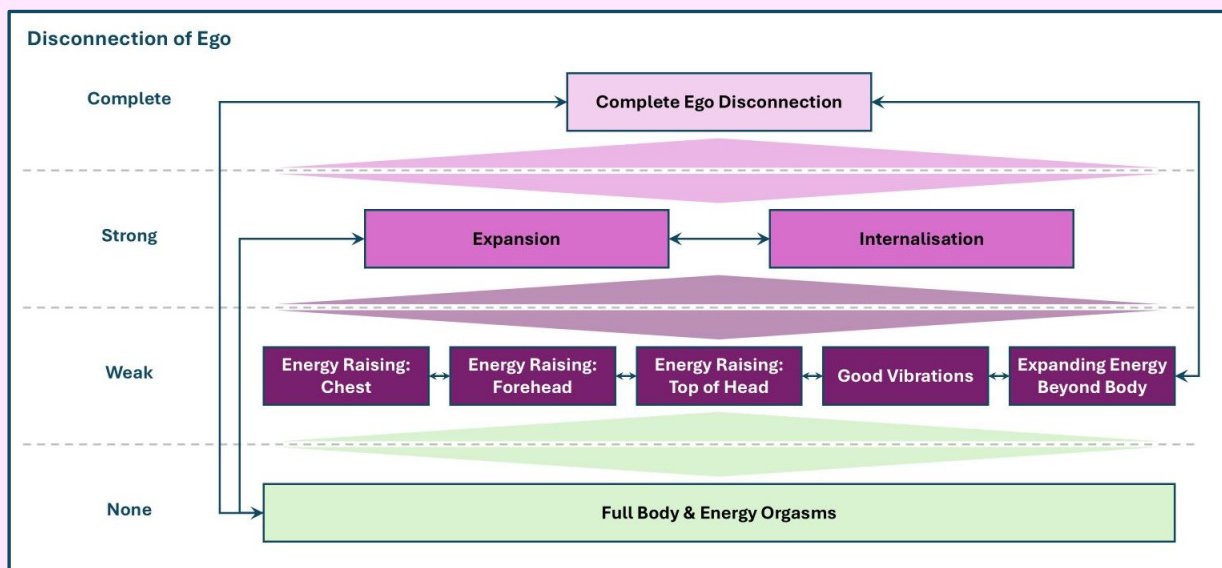 Disconnection of Ego
Complete
Complete Ego Disconnection
Strong
Expansion
Internalisation
Weak
Energy Raising:
Chest
Energy Raising:
Forehead
Energy Raising:
Top of Head
Good Vibrations
Expanding Energy
Beyond Body
None
Full Body & Energy Orgasms